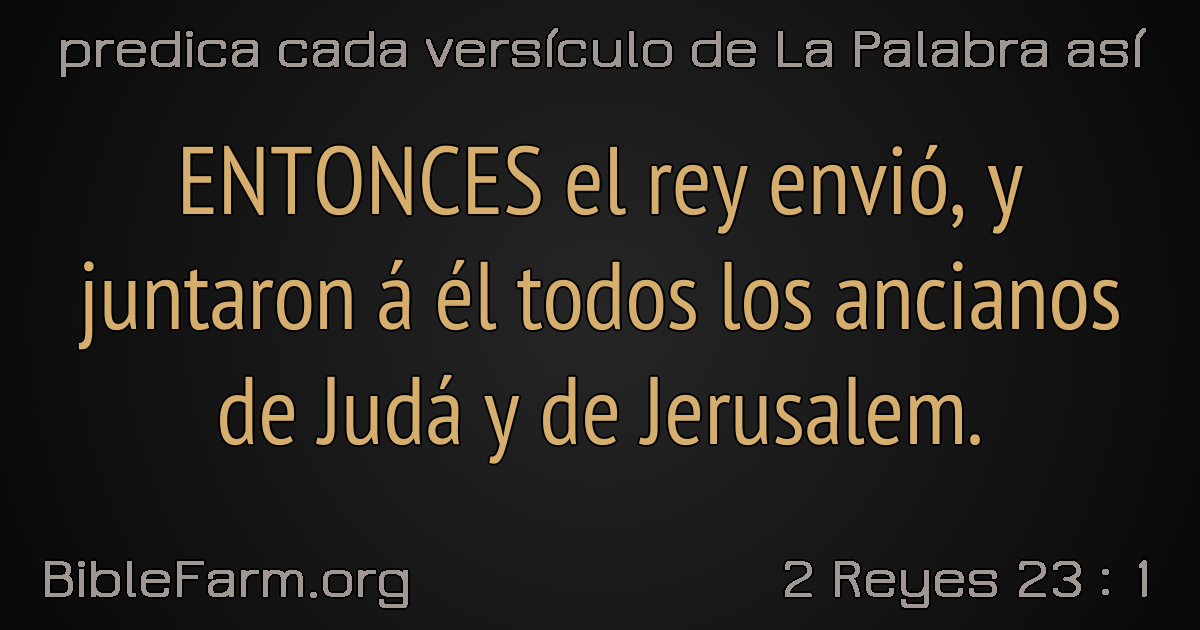 predica cada versículo de La Palabra así
ENTONCES el rey envió, y
juntaron á él todos los ancianos
de Judá y de Jerusalem.
BibleFarm.org
2 Reyes 23 : 1